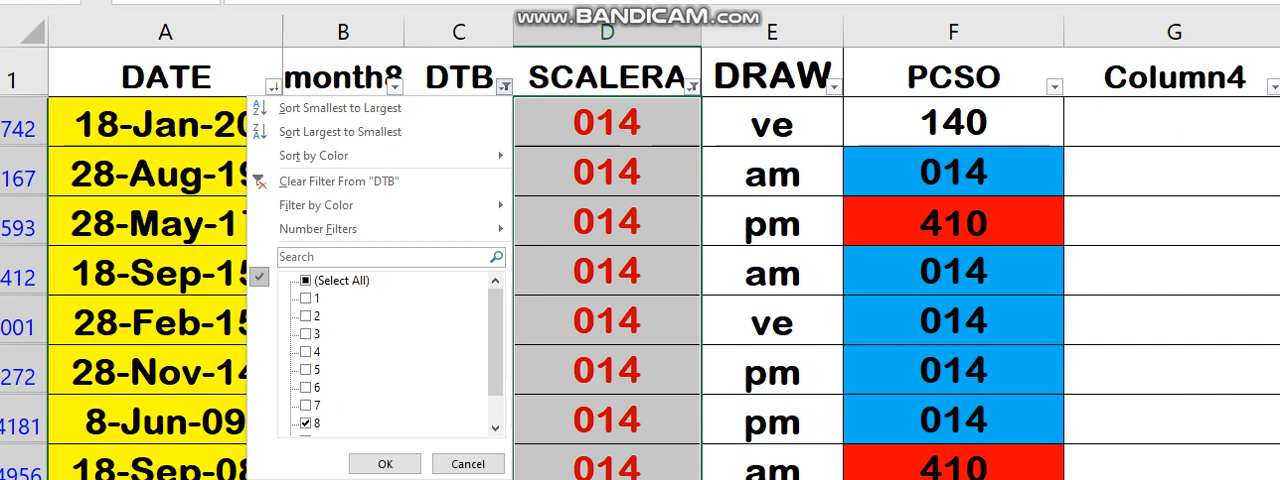 www.BANDICAM.com
A B C D E F G
1 DATE month8 DTB SCALERA DRAW PCSO Column4
742 18-Jan-20 014 ve 140
167 28-Aug-19 014 am 014
593 28-May-17 014 pm 410
412 18-Sep-15 014 am 014
001 28-Feb-15 014 ve 014
272 28-Nov-14 014 pm 014
4181 8-Jun-09 014 pm 014
4956 18-Sep-08 014 am 410
Sort Smallest to Largest
Sort Largest to Smallest
Sort by Color
Clear Filter From "DTB"
Filter by Color
Number Filters
Search
(Select All)
1
2
3
4
5
6
7
8
OK Cancel